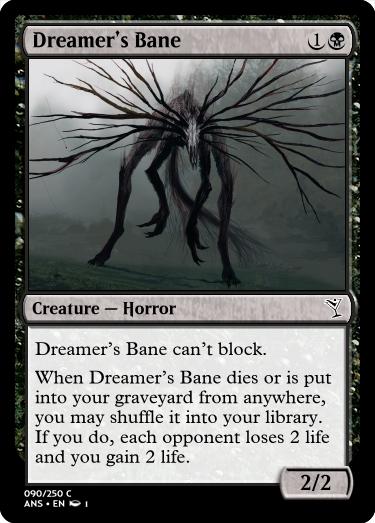 Dreamer's Bane 1
Creature — Horror
Dreamer's Bane can't block.
When Dreamer's Bane dies or is put
into your graveyard from anywhere,
you may shuffle it into your library.
If you do, each opponent loses 2 life
and you gain 2 life.
2/2
090/250 C
ANS • EN 1